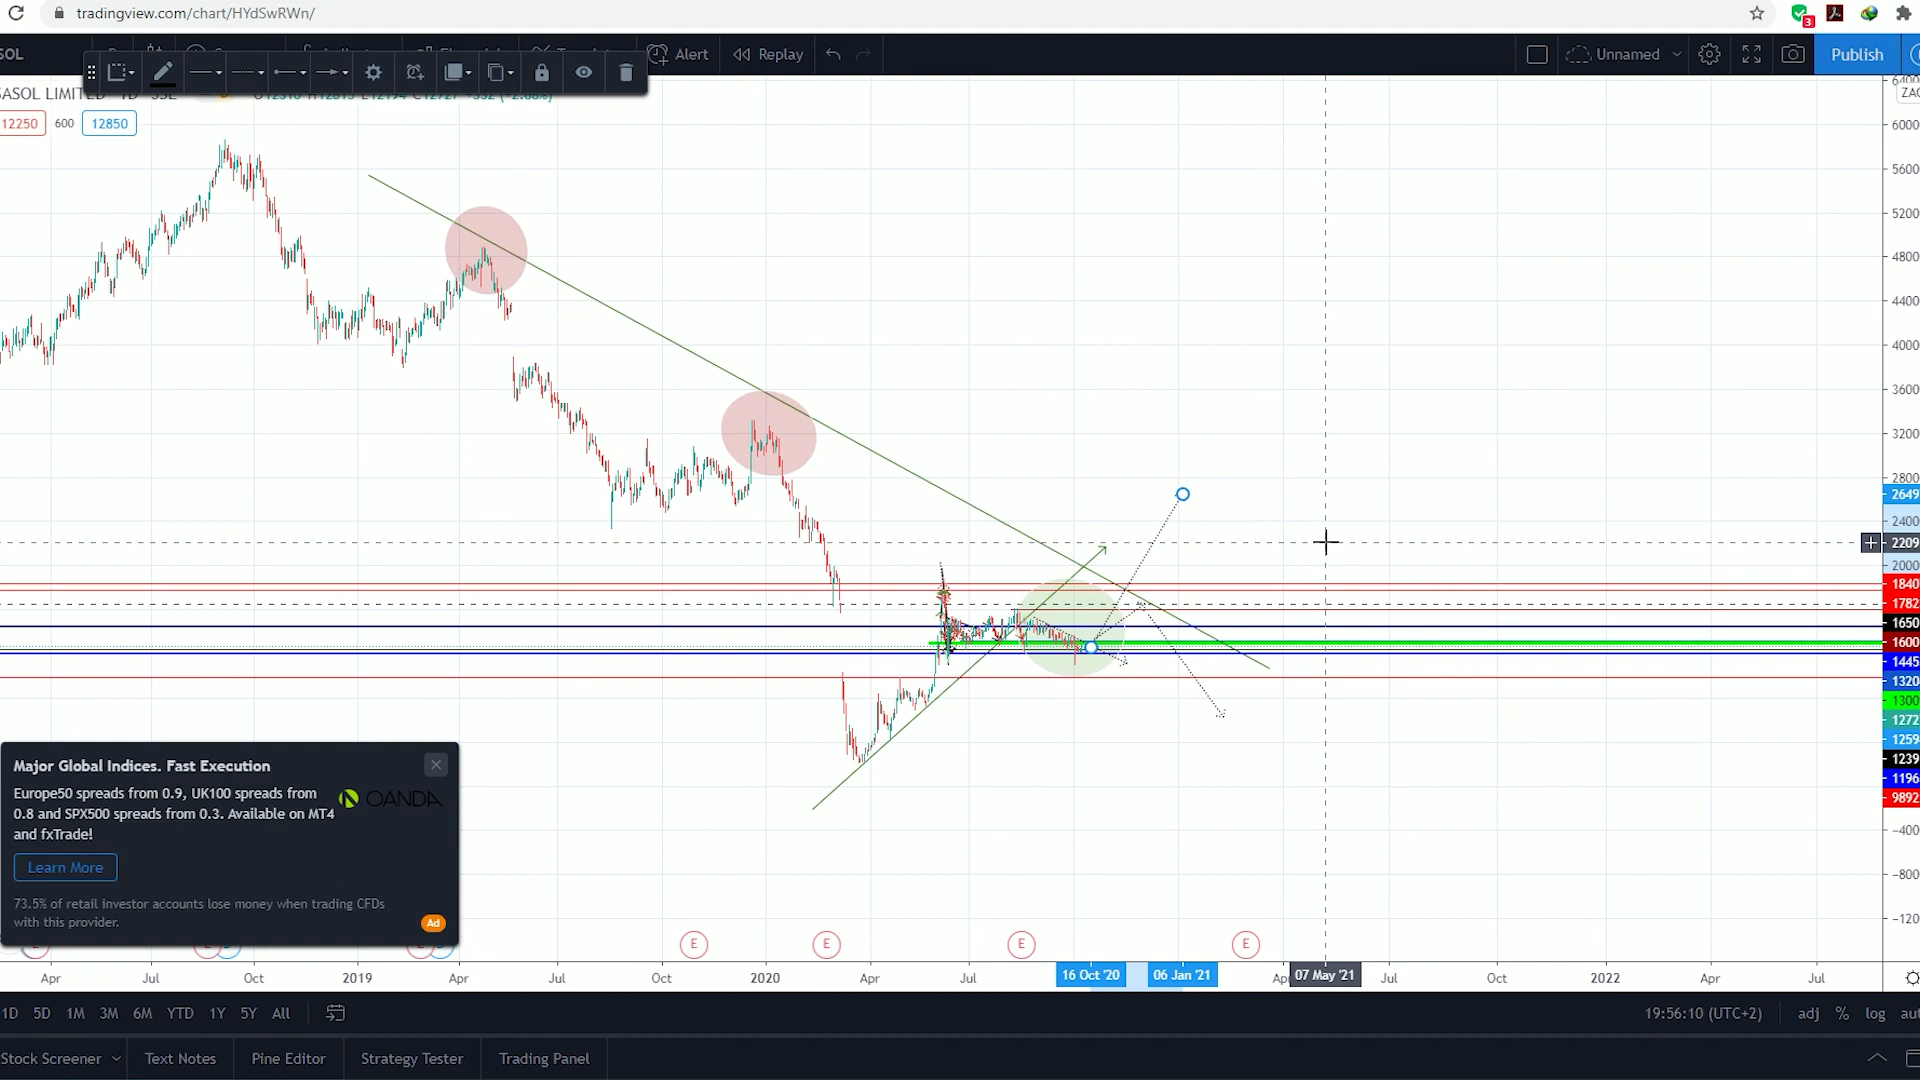 tradingview.com/chart/HYdSwRWn/
3
SOL
Alert
Replay
Unnamed
Publish
SASOL LIMITED
ZAC
12250
600
12850
6000
5600
5200
4800
4400
4000
3600
3200
2800
2649
2400
2209
2000
1840
1782
1650
1600
1445
1320
1300
1272
1259
1239
1196
9892
-400
-800
-120
Major Global Indices. Fast Execution
Europe50 spreads from 0.9, UK100 spreads from
0.8 and SPX500 spreads from 0.3. Available on MT4
and fxTrade!
OANDA
Learn More
73.5% of retail investor accounts lose money when trading CFDs
with this provider.
Ad
E
E
E
E
Apr
Jul
Oct
2019
Apr
Jul
Oct
2020
Apr
Jul
16 Oct '20
06 Jan '21
07 May '21
Jul
Oct
2022
Apr
Jul
1D
5D
1M
3M
6M
YTD
1Y
5Y
All
19:56:10 (UTC+2)
adj
%
log
aut
Stock Screener
Text Notes
Pine Editor
Strategy Tester
Trading Panel